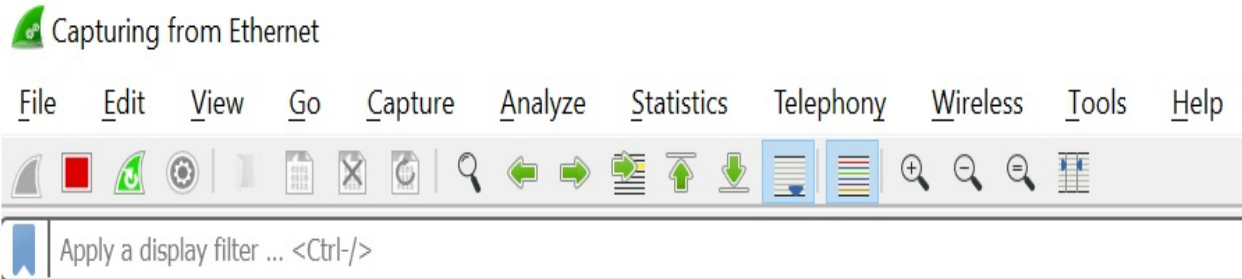 Capturing from Ethernet
File Edit View Go Capture Analyze Statistics Telephony Wireless Tools Help
Apply a display filter ... <Ctrl-/>